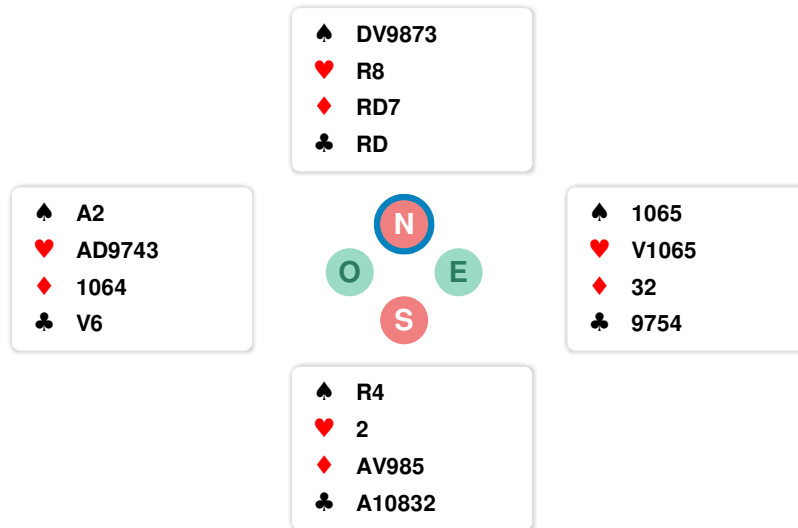 ♠ DV9873
♥ R8
♦ RD7
♣ RD
♠ A2
♥ AD9743
♦ 1064
♣ V6
N
O E
S
♠ 1065
♥ V1065
♦ 32
♣ 9754
♠ R4
♥ 2
♦ AV985
♣ A10832